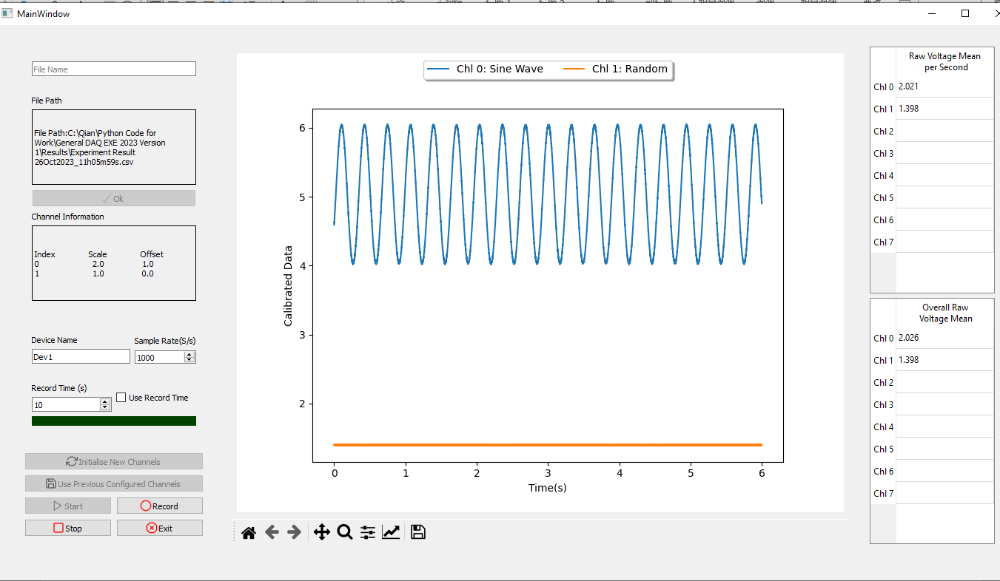 MainWindow
File Name
File Path
File Path:C:\Qian\Python Code for
Work\General DAQ EXE 2023 Version
1\Results\Experiment Result
26Oct2023_11h05m59s.csv
Ok
Channel Information
Index Scale Offset
0 2.0 1.0
1 1.0 0.0
Device Name Sample Rate(S/s)
Dev1 1000
Record Time (s)
10 Use Record Time
Initialise New Channels
Use Previous Configured Channels
Start Record
Stop Exit
Chl 0: Sine Wave Chl 1: Random
6
5
4
3
2
Calibrated Data
0 1 2 3 4 5 6
Time(s)
Raw Voltage Mean
per Second
Chl 0 2.021
Chl 1 1.398
Chl 2
Chl 3
Chl 4
Chl 5
Chl 6
Chl 7
Overall Raw
Voltage Mean
Chl 0 2.026
Chl 1 1.398
Chl 2
Chl 3
Chl 4
Chl 5
Chl 6
Chl 7